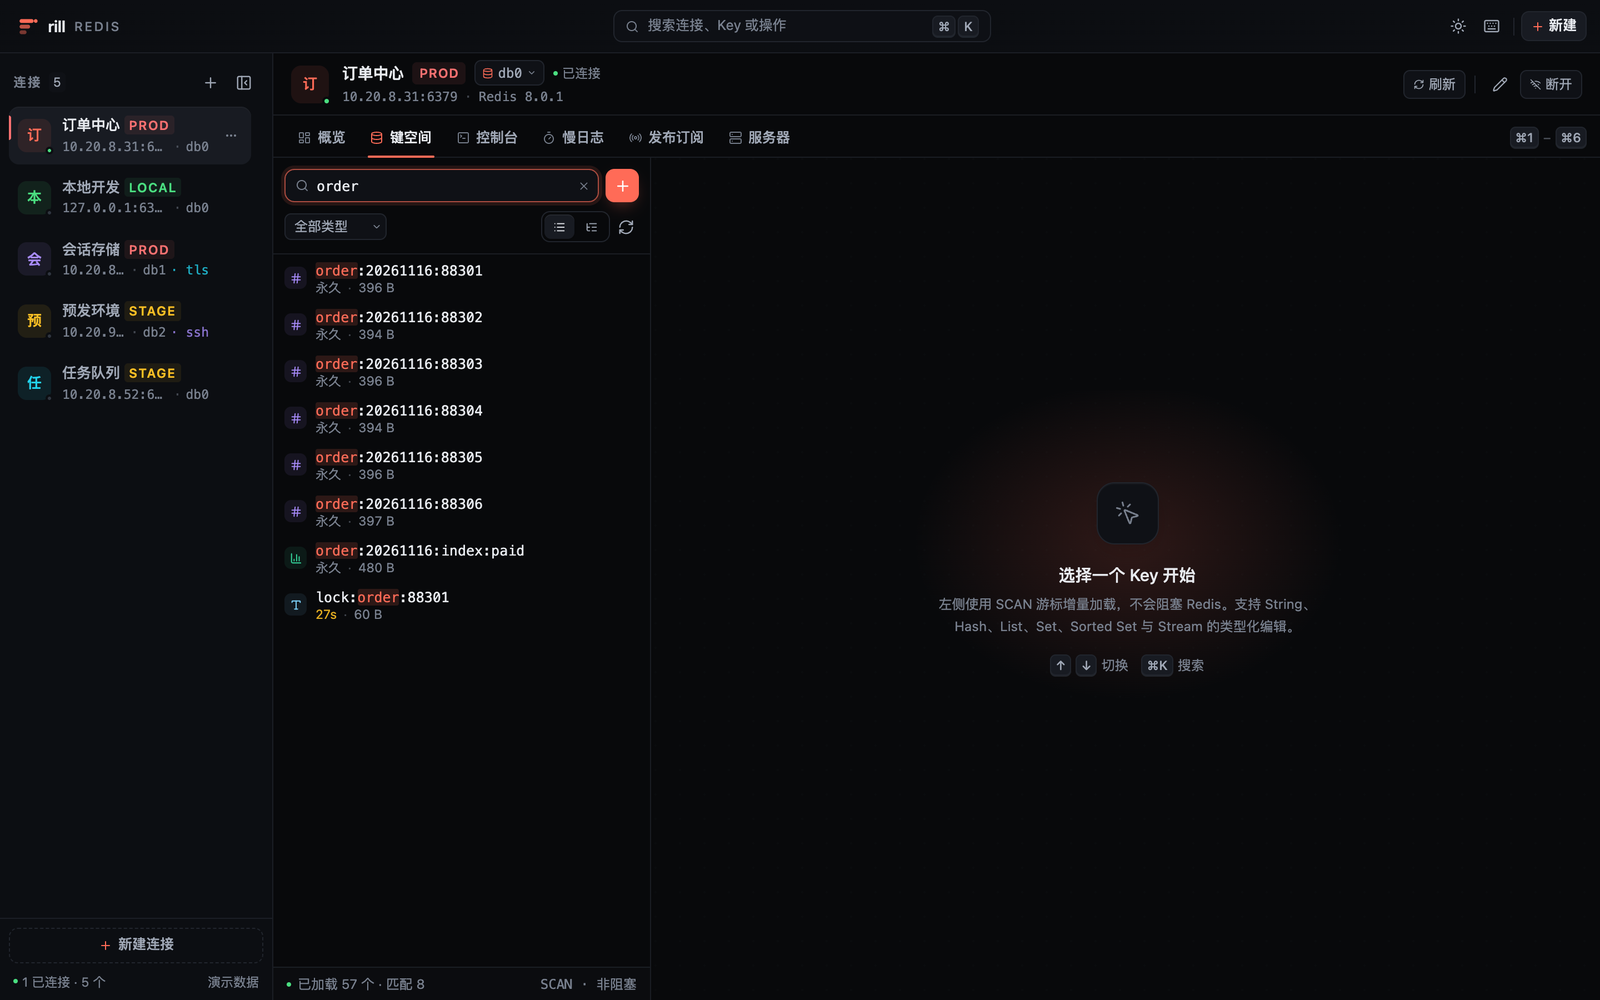 rill REDIS
搜索连接、Key 或操作 ⌘ K
+ 新建
连接 5
订单中心 PROD
10.20.8.31:6… · db0
本地开发 LOCAL
127.0.0.1:63… · db0
会话存储 PROD
10.20.8… · db1 · tls
预发环境 STAGE
10.20.9… · db2 · ssh
任务队列 STAGE
10.20.8.52:6… · db0
+ 新建连接
1 已连接 · 5 个 演示数据
订单中心 PROD db0 已连接
10.20.8.31:6379 · Redis 8.0.1
刷新 断开
概览 键空间 控制台 慢日志 发布订阅 服务器 ⌘1 – ⌘6
order
全部类型
order:20261116:88301
永久 · 396 B
order:20261116:88302
永久 · 394 B
order:20261116:88303
永久 · 396 B
order:20261116:88304
永久 · 394 B
order:20261116:88305
永久 · 396 B
order:20261116:88306
永久 · 397 B
order:20261116:index:paid
永久 · 480 B
lock:order:88301
27s · 60 B
已加载 57 个 · 匹配 8 SCAN · 非阻塞
订
本
会
预
任
订
选择一个 Key 开始
左侧使用 SCAN 游标增量加载，不会阻塞 Redis。支持 String、
Hash、List、Set、Sorted Set 与 Stream 的类型化编辑。
↑ ↓ 切换 ⌘K 搜索